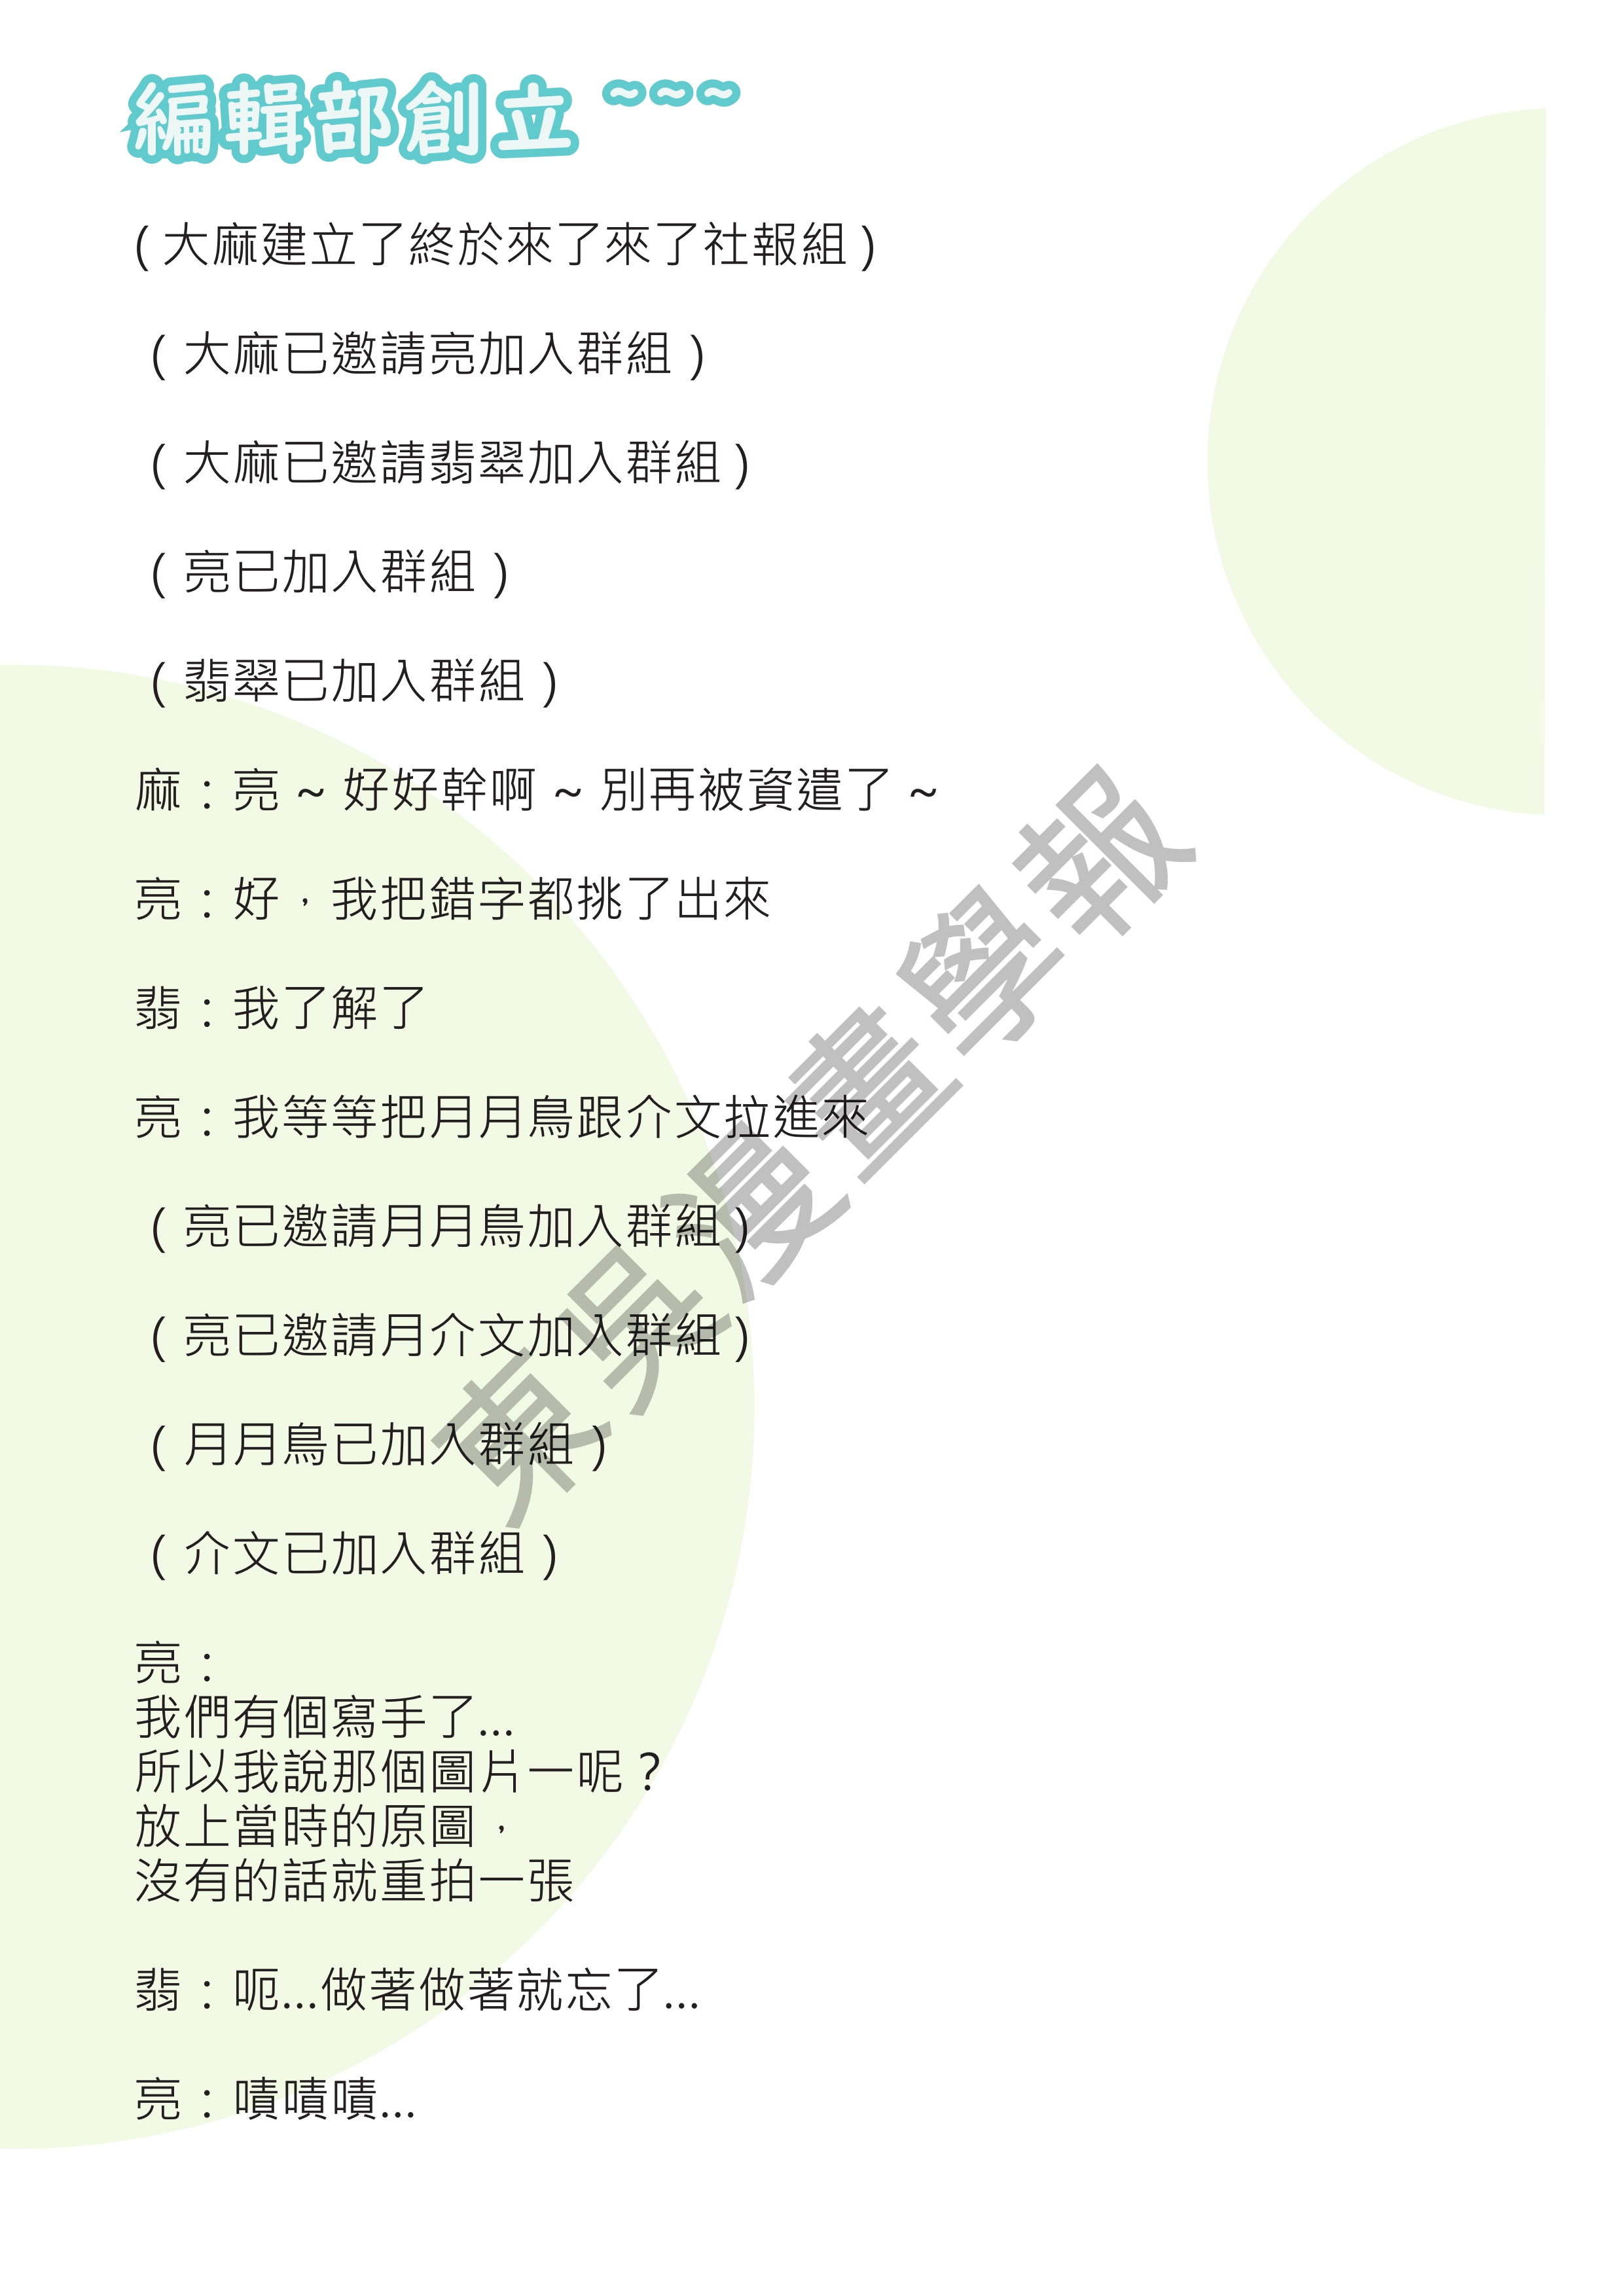 編輯部創立 ~~~
( 大麻建立了終於來了來了社報組 )
( 大麻已邀請亮加入群組 )
( 大麻已邀請翡翠加入群組 )
( 亮已加入群組 )
( 翡翠已加入群組 )
麻：亮 ~ 好好幹啊 ~ 別再被資遣了 ~
亮：好，我把錯字都挑了出來
翡：我了解了
亮：我等等把月月鳥跟介文拉進來
( 亮已邀請月月鳥加入群組 )
( 亮已邀請月介文加入群組 )
( 月月鳥已加入群組 )
( 介文已加入群組 )
亮：
我們有個寫手了...
所以我說那個圖片一呢？
放上當時的原圖，
沒有的話就重拍一張
翡：呃...做著做著就忘了...
亮：嘖嘖嘖...
東吳漫畫學報